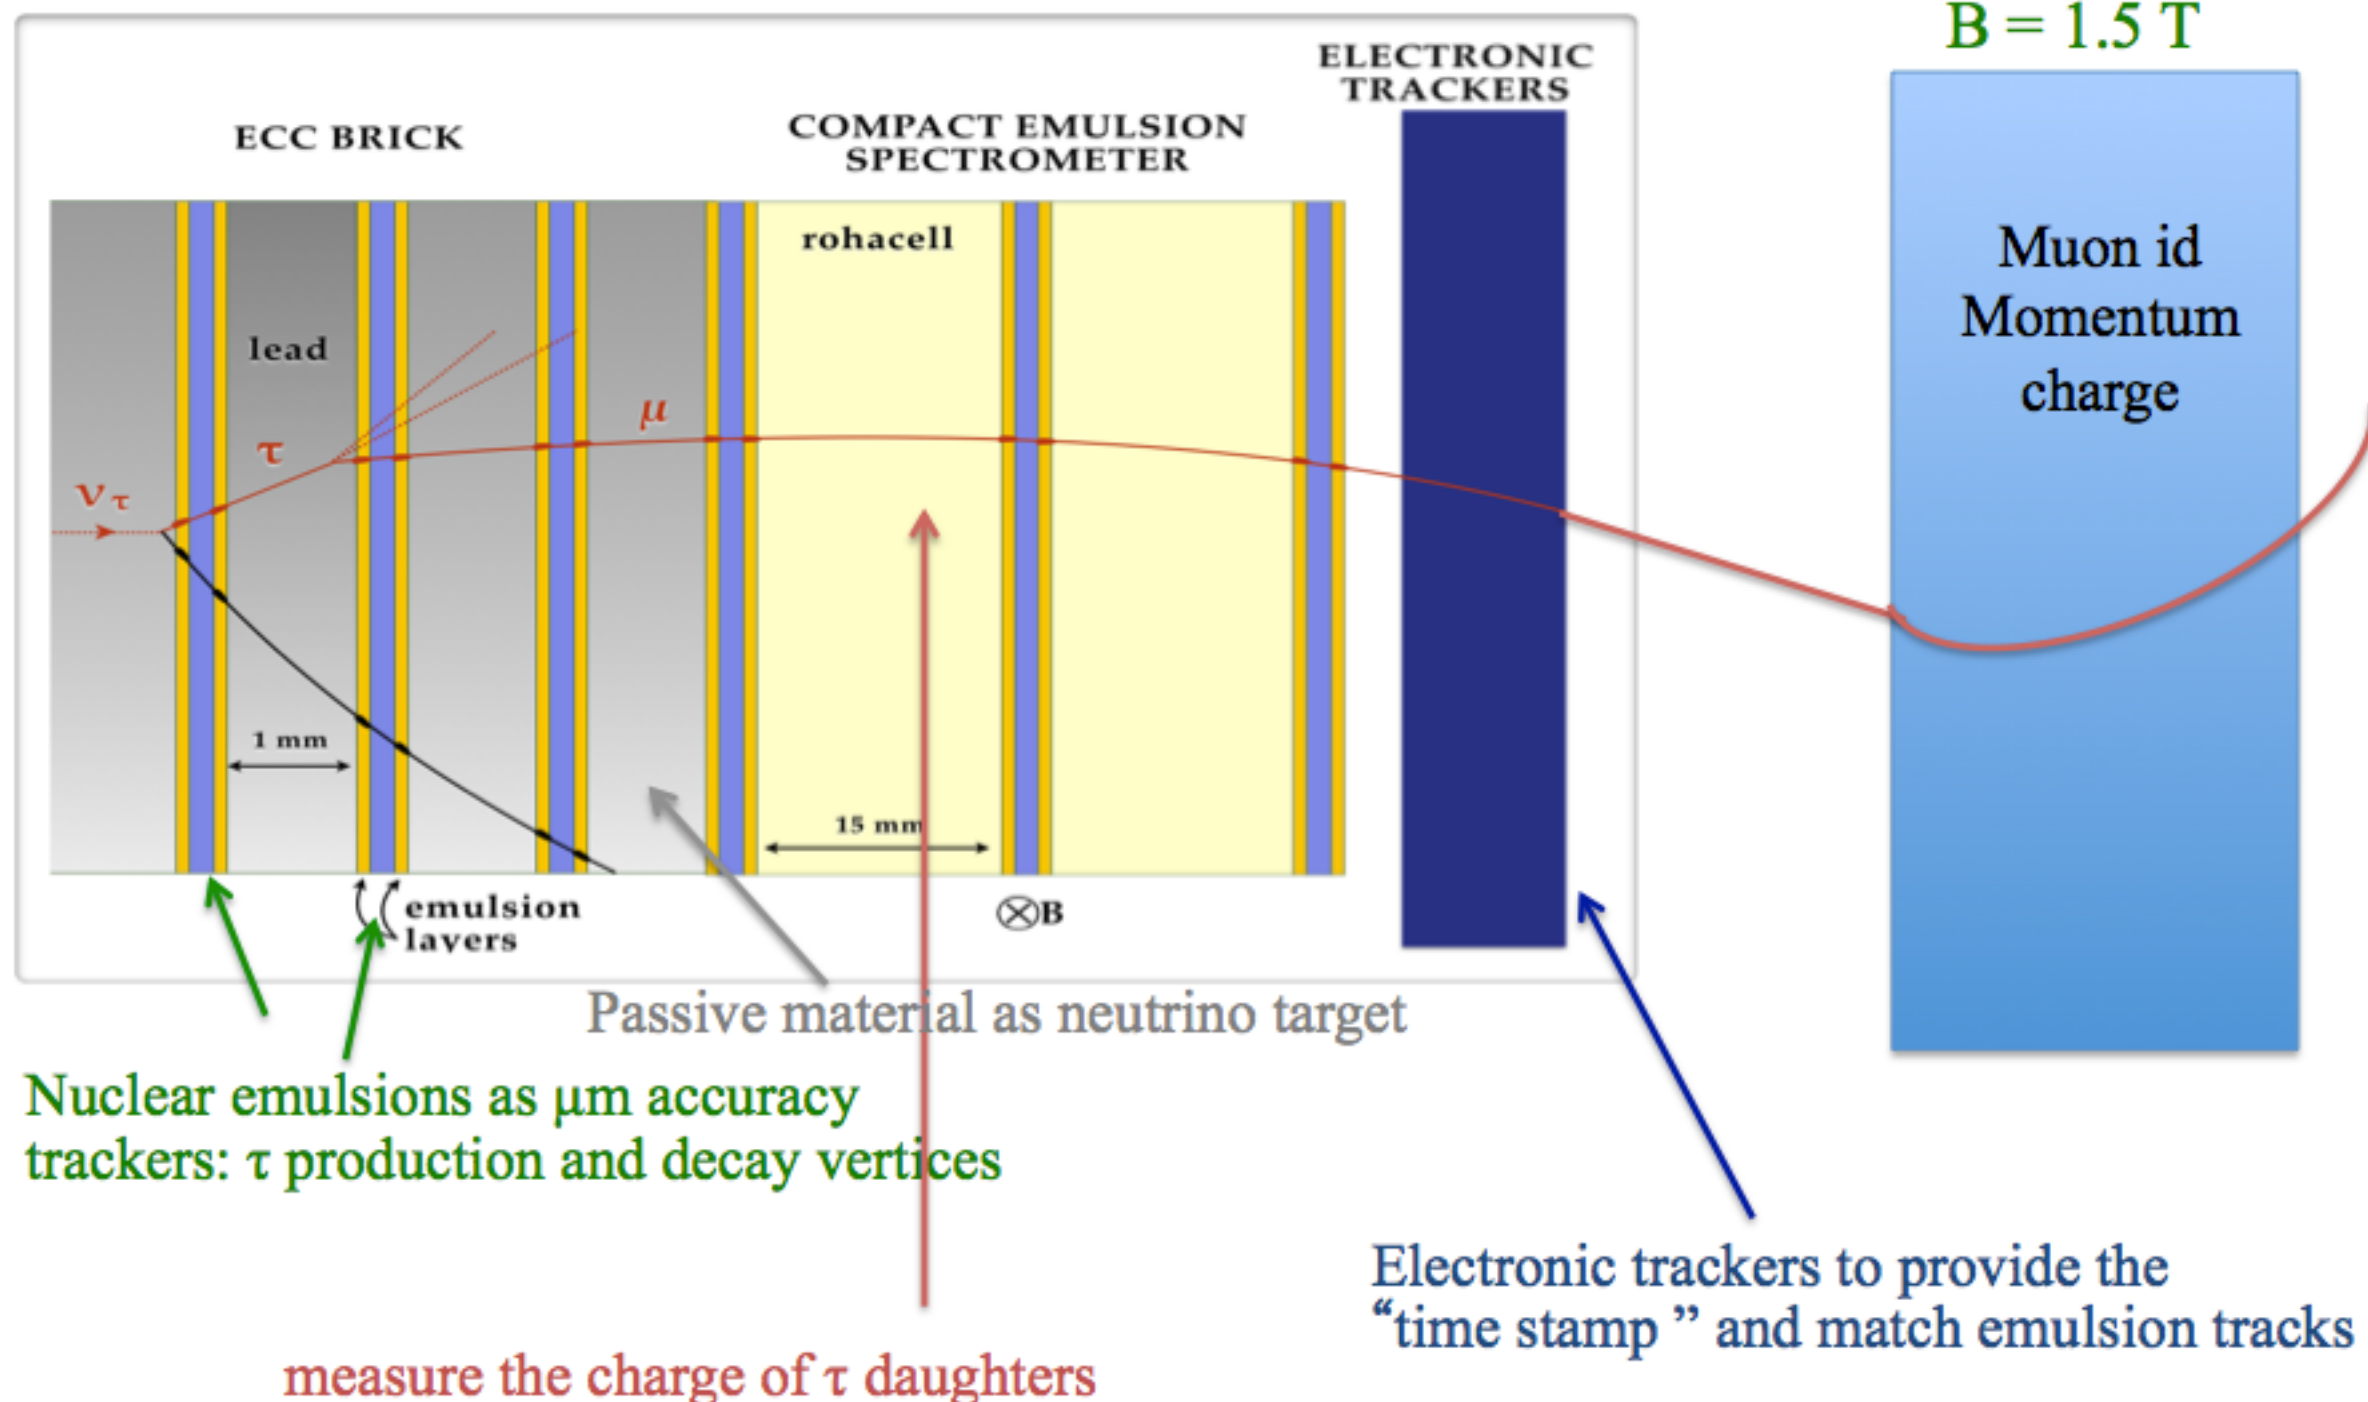 B = 1.5 T
ELECTRONIC
TRACKERS
ECC BRICK
COMPACT EMULSION
SPECTROMETER
rohacell
Muon id
Momentum
charge
lead
μ
τ
ντ
1 mm
15 mm
emulsion
layers
⊗B
Passive material as neutrino target
Nuclear emulsions as μm accuracy
trackers: τ production and decay vertices
Electronic trackers to provide the
“time stamp ” and match emulsion tracks
measure the charge of τ daughters